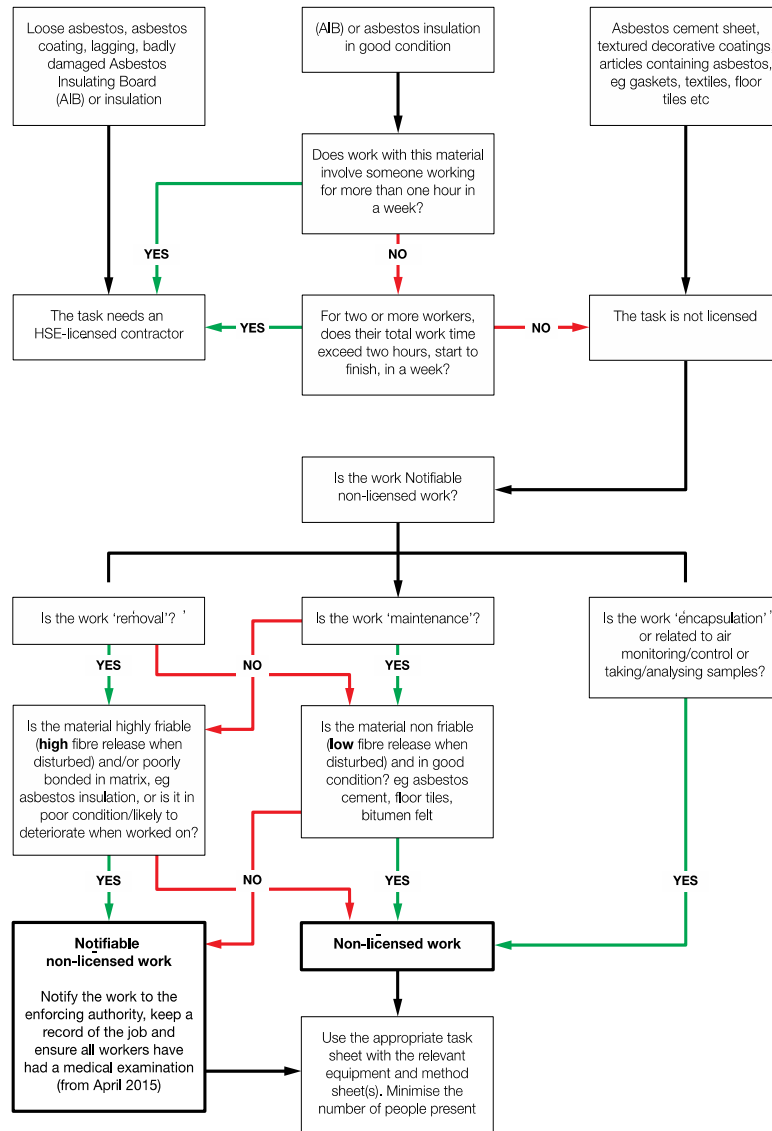 Loose asbestos, asbestos
coating, lagging, badly
damaged Asbestos
Insulating Board
(AIB) or insulation
(AIB) or asbestos insulation
in good condition
Asbestos cement sheet,
textured decorative coatings,
articles containing asbestos,
eg gaskets, textiles, floor
tiles etc
Does work with this material
involve someone working
for more than one hour in
a week?
YES
NO
The task needs an
HSE-licensed contractor
YES
For two or more workers,
does their total work time
exceed two hours, start to
finish, in a week?
NO
The task is not licensed
Is the work Notifiable
non-licensed work?
Is the work ‘removal’?
Is the work ‘maintenance’?
Is the work ‘encapsulation’
or related to air
monitoring/control or
taking/analysing samples?
YES
NO
YES
Is the material highly friable
(high fibre release when
disturbed) and/or poorly
bonded in matrix, eg
asbestos insulation, or is it in
poor condition/likely to
deteriorate when worked on?
Is the material non friable
(low fibre release when
disturbed) and in good
condition? eg asbestos
cement, floor tiles,
bitumen felt
YES
NO
YES
YES
Notifiable
non-licensed work
Notify the work to the
enforcing authority, keep a
record of the job and
ensure all workers have
had a medical examination
(from April 2015)
Non-licensed work
Use the appropriate task
sheet with the relevant
equipment and method
sheet(s). Minimise the
number of people present